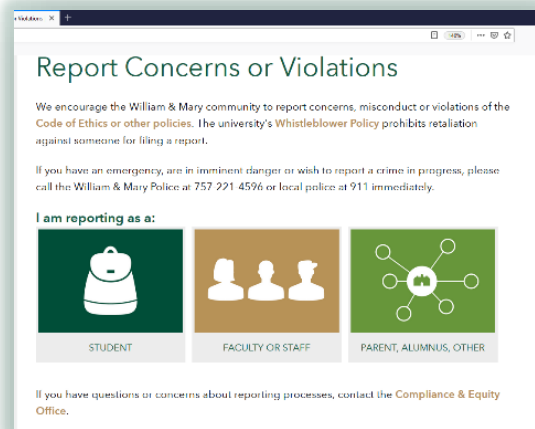 or Violations
140%
Report Concerns or Violations
We encourage the William & Mary community to report concerns, misconduct or violations of the
Code of Ethics or other policies. The university's Whistleblower Policy prohibits retaliation
against someone for filing a report.
If you have an emergency, are in imminent danger or wish to report a crime in progress, please
call the William & Mary Police at 757-221-4596 or local police at 911 immediately.
I am reporting as a:
STUDENT
FACULTY OR STAFF
PARENT, ALUMNUS, OTHER
If you have questions or concerns about reporting processes, contact the Compliance & Equity
Office.